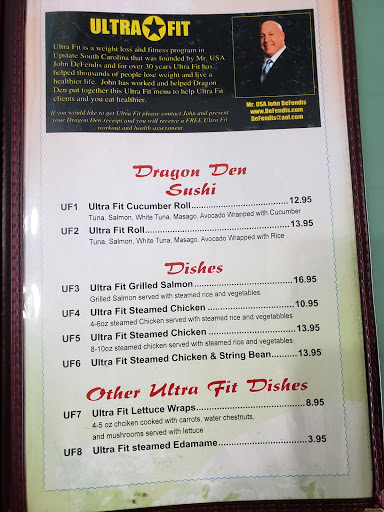 ULTRA FIT
Ultra Fit is a weight loss and fitness program in
Upstate South Carolina that was founded by Mr. USA
John DeFendis and for over 30 years Ultra Fit has
helped thousands of people lose weight and live a
healthier life. John has worked and helped Dragon
Den put together this Ultra Fit menu to help Ultra Fit
clients and you eat healthier.
If you would like to get Ultra Fit please contact John and present
your Dragon Den receipt and you will receive a FREE Ultra Fit
workout and health assessment.
Mr. USA John DeFendis
www.DeFendis.com
DeFendis@aol.com
Dragon Den
Sushi
UF1 Ultra Fit Cucumber Roll 12.95
Tuna, Salmon, White Tuna, Masago, Avocado Wrapped with Cucumber
UF2 Ultra Fit Roll 13.95
Tuna, Salmon, White Tuna, Masago, Avocado Wrapped with Rice
Dishes
UF3 Ultra Fit Grilled Salmon 16.95
Grilled Salmon served with steamed rice and vegetables
UF4 Ultra Fit Steamed Chicken 10.95
4-6oz steamed Chicken served with steamed rice and vegetables
UF5 Ultra Fit Steamed Chicken 13.95
8-10oz steamed Chicken served with steamed rice and vegetables
UF6 Ultra Fit Steamed Chicken & String Bean 13.95
Other Ultra Fit Dishes
UF7 Ultra Fit Lettuce Wraps 8.95
4-5 oz chciken cooked with carrots, water chestnuts,
and mushrooms served with lettuce
UF8 Ultra Fit steamed Edamame 3.95